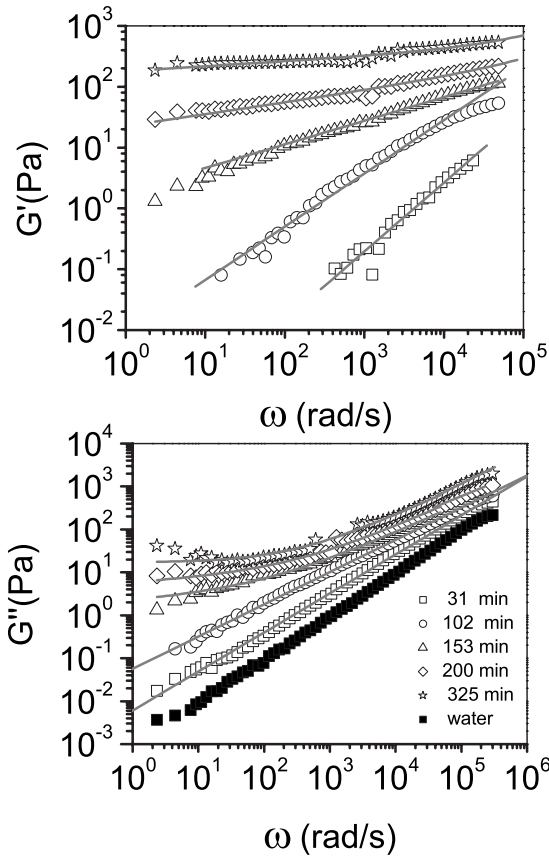 10^3
10^2
10^1
10^0
10^-1
10^-2
G'(Pa)
10^0 10^1 10^2 10^3 10^4 10^5
ω (rad/s)
10^4
10^3
10^2
10^1
10^0
10^-1
10^-2
10^-3
G''(Pa)
31 min
102 min
153 min
200 min
325 min
water
10^0 10^1 10^2 10^3 10^4 10^5 10^6
ω (rad/s)